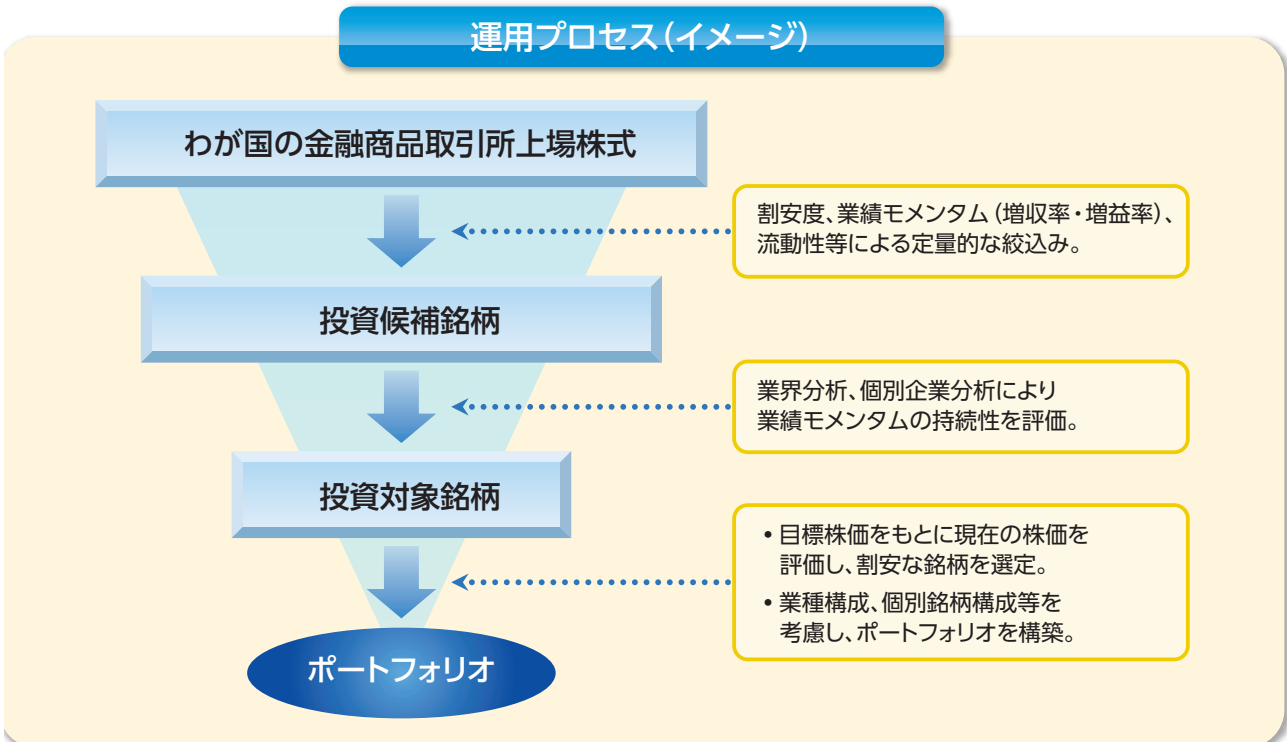 運用プロセス(イメージ)
わが国の金融商品取引所上場株式
割安度、業績モメンタム(増収率・増益率)、
流動性等による定量的な絞込み。
投資候補銘柄
業界分析、個別企業分析により
業績モメンタムの持続性を評価。
投資対象銘柄
•目標株価をもとに現在の株価を
評価し、割安な銘柄を選定。
•業種構成、個別銘柄構成等を
考慮し、ポートフォリオを構築。
ポートフォリオ